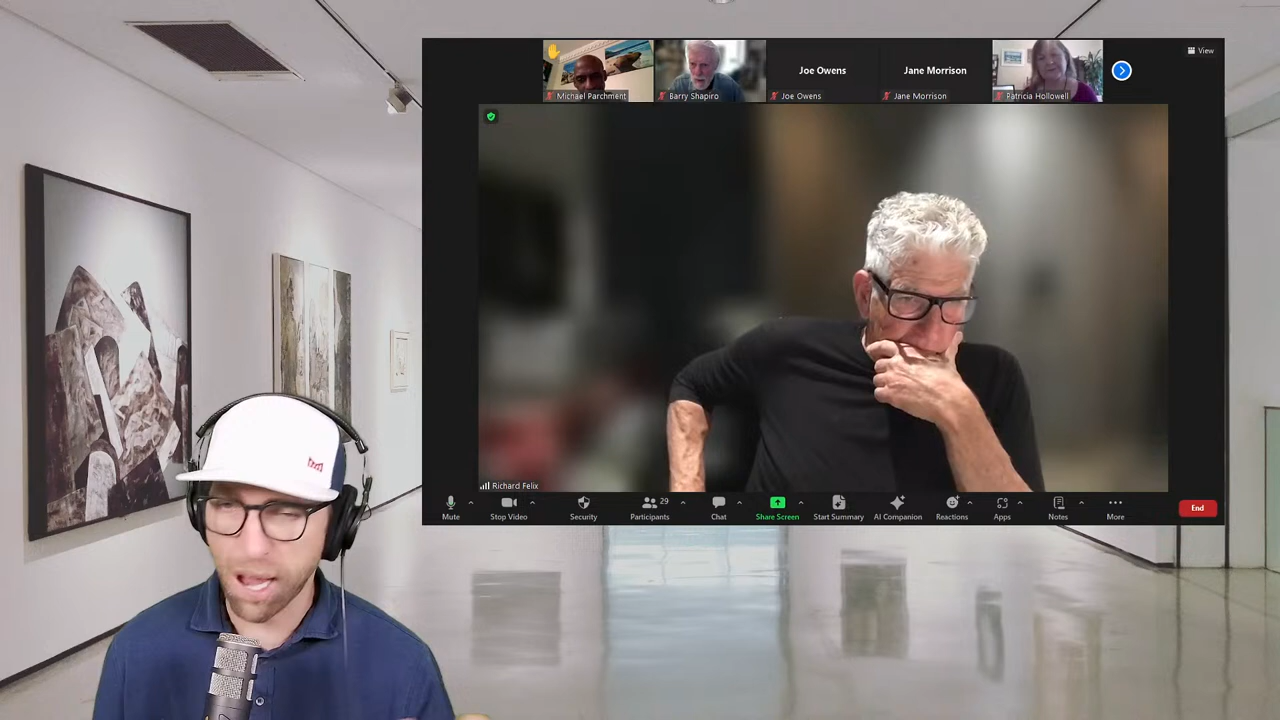 View
Joe Owens
Jane Morrison
Michael Parchment
Barry Shapiro
Joe Owens
Jane Morrison
Patricia Hollowell
Richard Felix
29
Mute
Stop Video
Security
Participants
Chat
Share Screen
Start Summary
AI Companion
Reactions
Apps
Notes
More
End